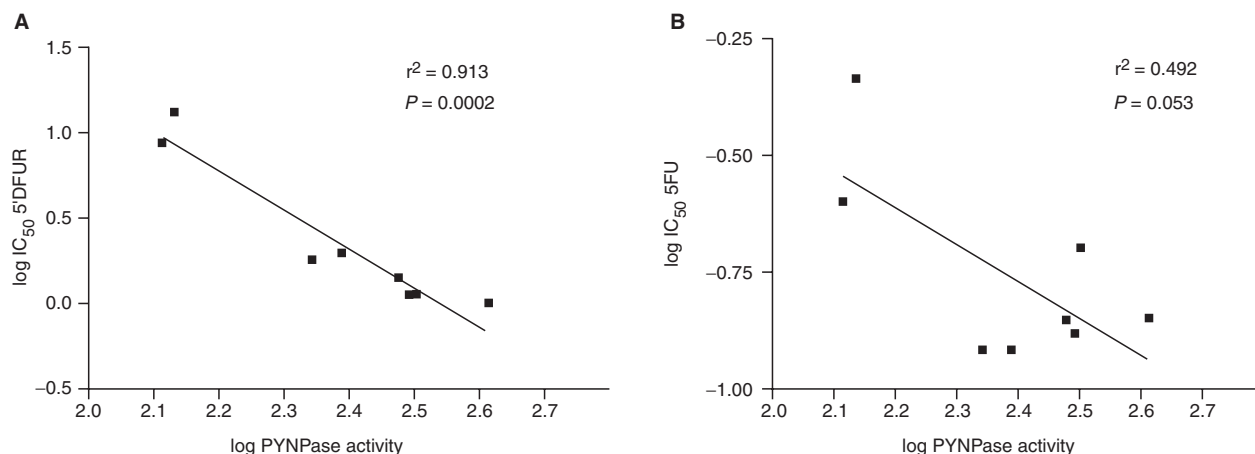 A
r² = 0.913
P = 0.0002
1.5
1.0
0.5
0.0
−0.5
log IC₅₀ 5'DFUR
2.0 2.1 2.2 2.3 2.4 2.5 2.6 2.7
log PYNPase activity
B
r² = 0.492
P = 0.053
−0.25
−0.50
−0.75
−1.00
log IC₅₀ 5FU
2.0 2.1 2.2 2.3 2.4 2.5 2.6 2.7
log PYNPase activity